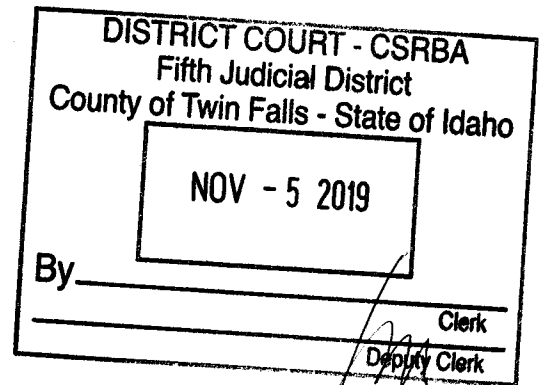 DISTRICT COURT - CSRBA
Fifth Judicial District
County of Twin Falls - State of Idaho
NOV - 5 2019
By
Clerk
Deputy Clerk